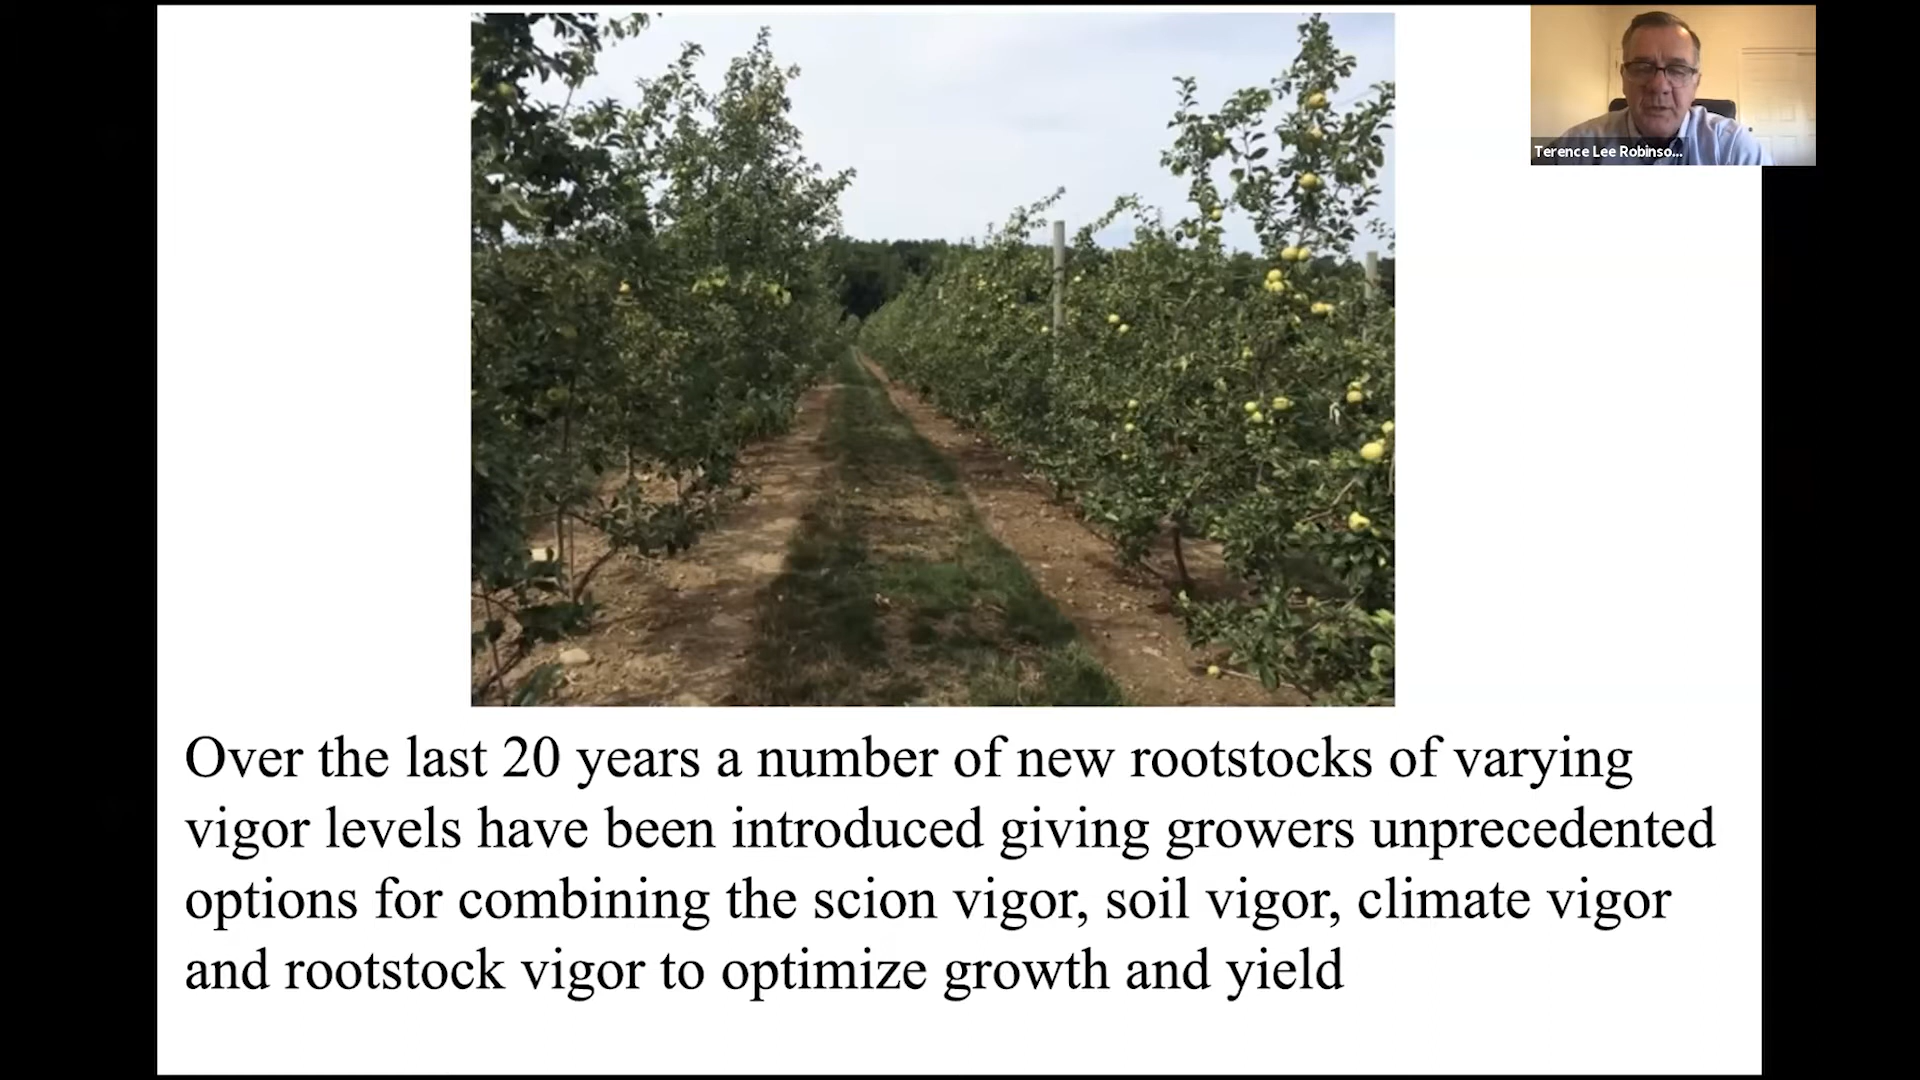 Terence Lee Robinso...
Over the last 20 years a number of new rootstocks of varying
vigor levels have been introduced giving growers unprecedented
options for combining the scion vigor, soil vigor, climate vigor
and rootstock vigor to optimize growth and yield